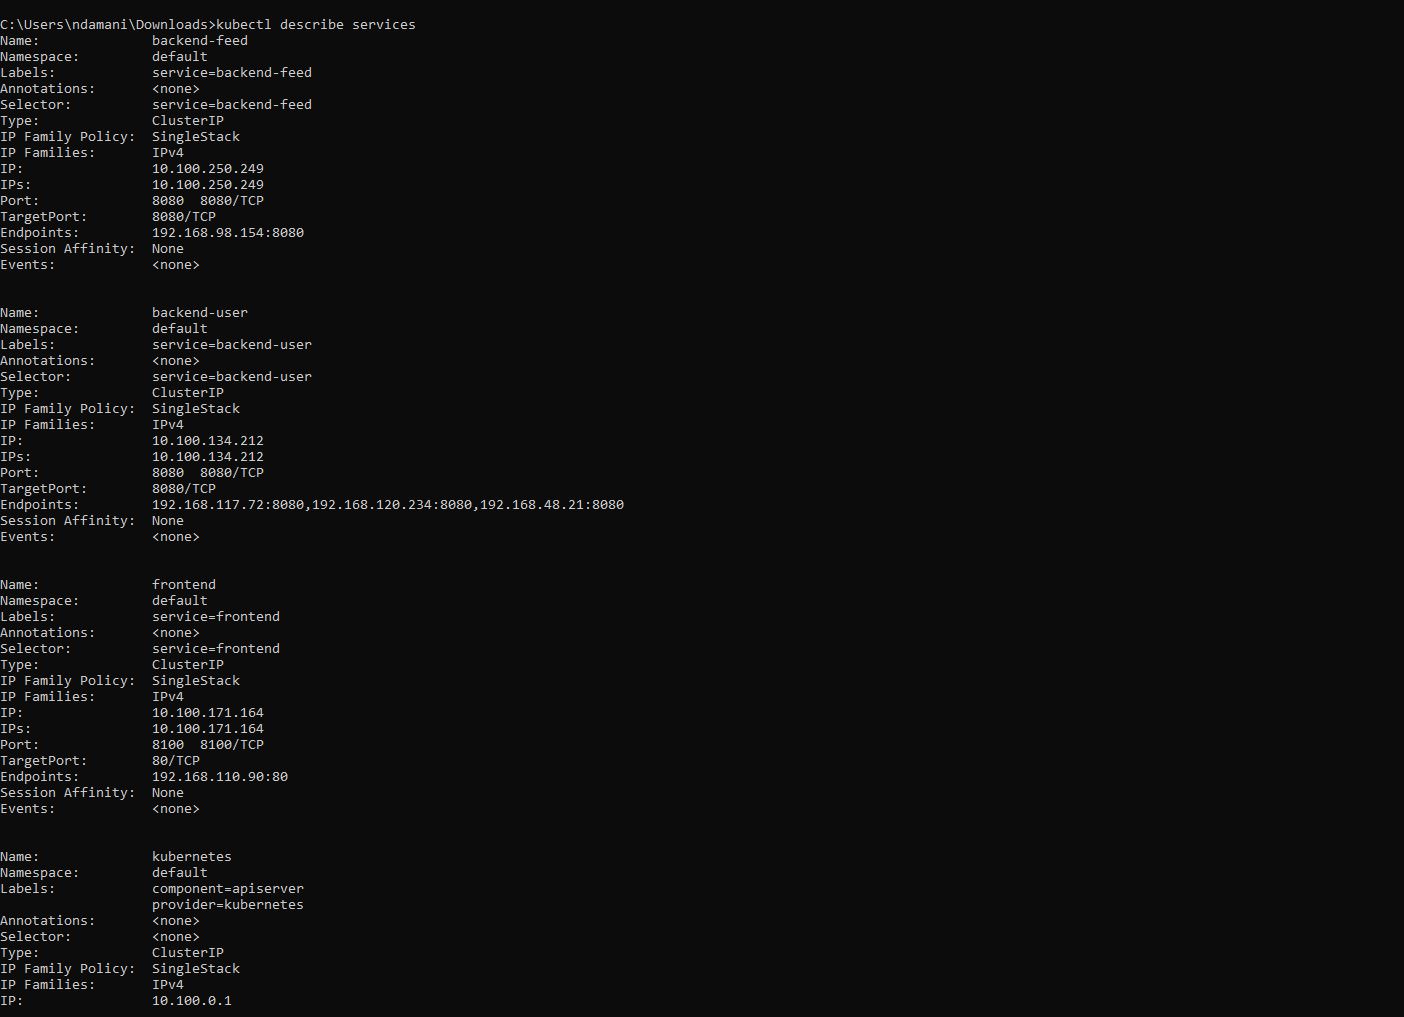 C:\Users\ndamani\Downloads>kubectl describe services
Name:              backend-feed
Namespace:         default
Labels:            service=backend-feed
Annotations:       <none>
Selector:          service=backend-feed
Type:              ClusterIP
IP Family Policy:  SingleStack
IP Families:       IPv4
IP:                10.100.250.249
IPs:               10.100.250.249
Port:              8080  8080/TCP
TargetPort:        8080/TCP
Endpoints:         192.168.98.154:8080
Session Affinity:  None
Events:            <none>
Name:              backend-user
Namespace:         default
Labels:            service=backend-user
Annotations:       <none>
Selector:          service=backend-user
Type:              ClusterIP
IP Family Policy:  SingleStack
IP Families:       IPv4
IP:                10.100.134.212
IPs:               10.100.134.212
Port:              8080  8080/TCP
TargetPort:        8080/TCP
Endpoints:         192.168.117.72:8080,192.168.120.234:8080,192.168.48.21:8080
Session Affinity:  None
Events:            <none>
Name:              frontend
Namespace:         default
Labels:            service=frontend
Annotations:       <none>
Selector:          service=frontend
Type:              ClusterIP
IP Family Policy:  SingleStack
IP Families:       IPv4
IP:                10.100.171.164
IPs:               10.100.171.164
Port:              8100  8100/TCP
TargetPort:        80/TCP
Endpoints:         192.168.110.90:80
Session Affinity:  None
Events:            <none>
Name:              kubernetes
Namespace:         default
Labels:            component=apiserver
                   provider=kubernetes
Annotations:       <none>
Selector:          <none>
Type:              ClusterIP
IP Family Policy:  SingleStack
IP Families:       IPv4
IP:                10.100.0.1